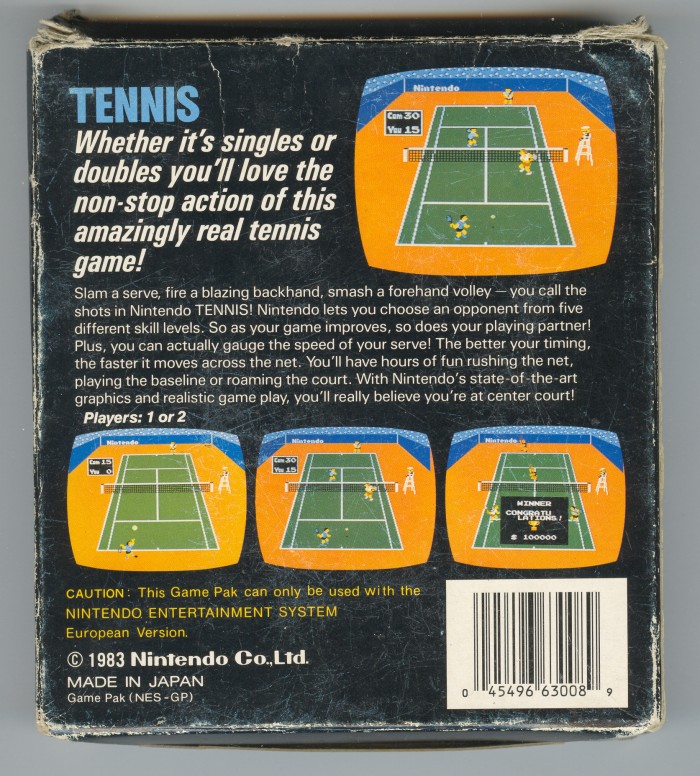 TENNIS
Whether it's singles or
doubles you'll love the
non-stop action of this
amazingly real tennis
game!
Nintendo
Com 30
You 15
Slam a serve, fire a blazing backhand, smash a forehand volley — you call the
shots in Nintendo TENNIS! Nintendo lets you choose an opponent from five
different skill levels. So as your game improves, so does your playing partner!
Plus, you can actually gauge the speed of your serve! The better your timing,
the faster it moves across the net. You'll have hours of fun rushing the net,
playing the baseline or roaming the court. With Nintendo's state-of-the-art
graphics and realistic game play, you'll really believe you're at center court!
Players: 1 or 2
Nintendo
Com 15
You 0
Nintendo
Com 30
You 15
Nintendo
WINNER
CONGRATU
LATIONS!
100000
CAUTION: This Game Pak can only be used with the
NINTENDO ENTERTAINMENT SYSTEM
European Version.
© 1983 Nintendo Co.,Ltd.
MADE IN JAPAN
Game Pak (NES-GP)
0 45496 63008 9